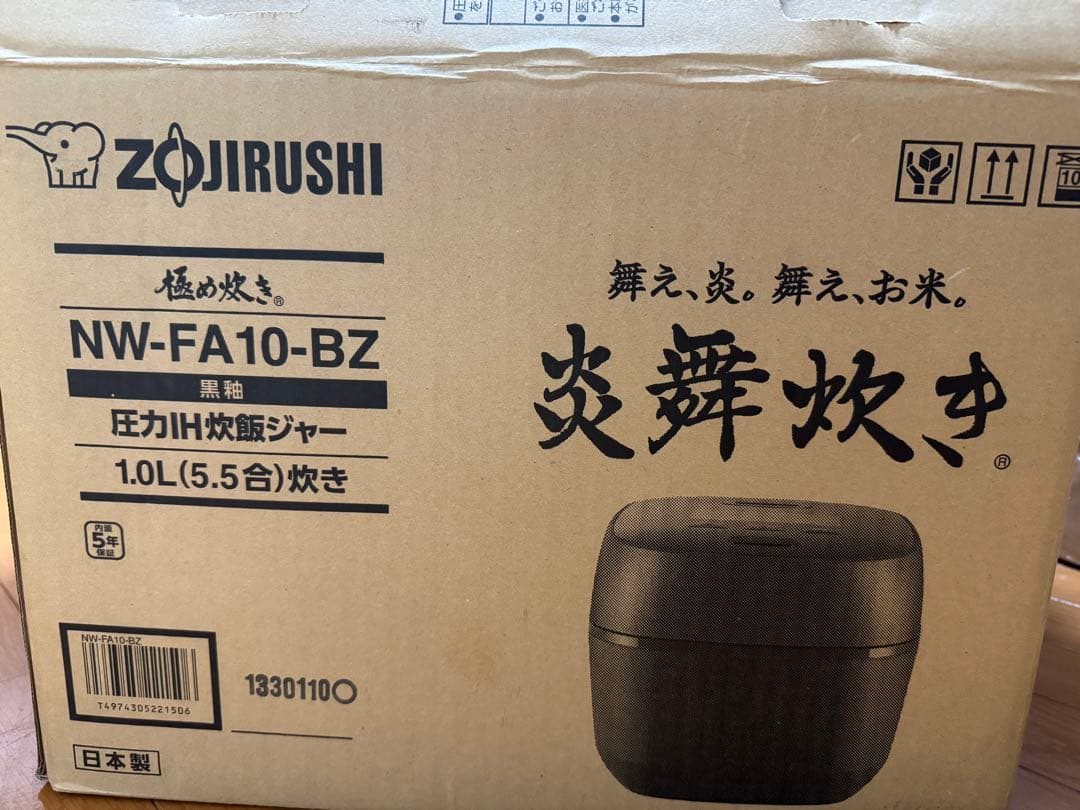 ZOJIRUSHI
極め炊き®
NW-FA10-BZ
黒釉
圧力IH炊飯ジャー
1.0L(5.5合)炊き
内釜
5年
保証
舞え、炎。舞え、お米。
炎舞炊き®
10
NW-FA10-BZ
T4974305221506
1330110○
日本製